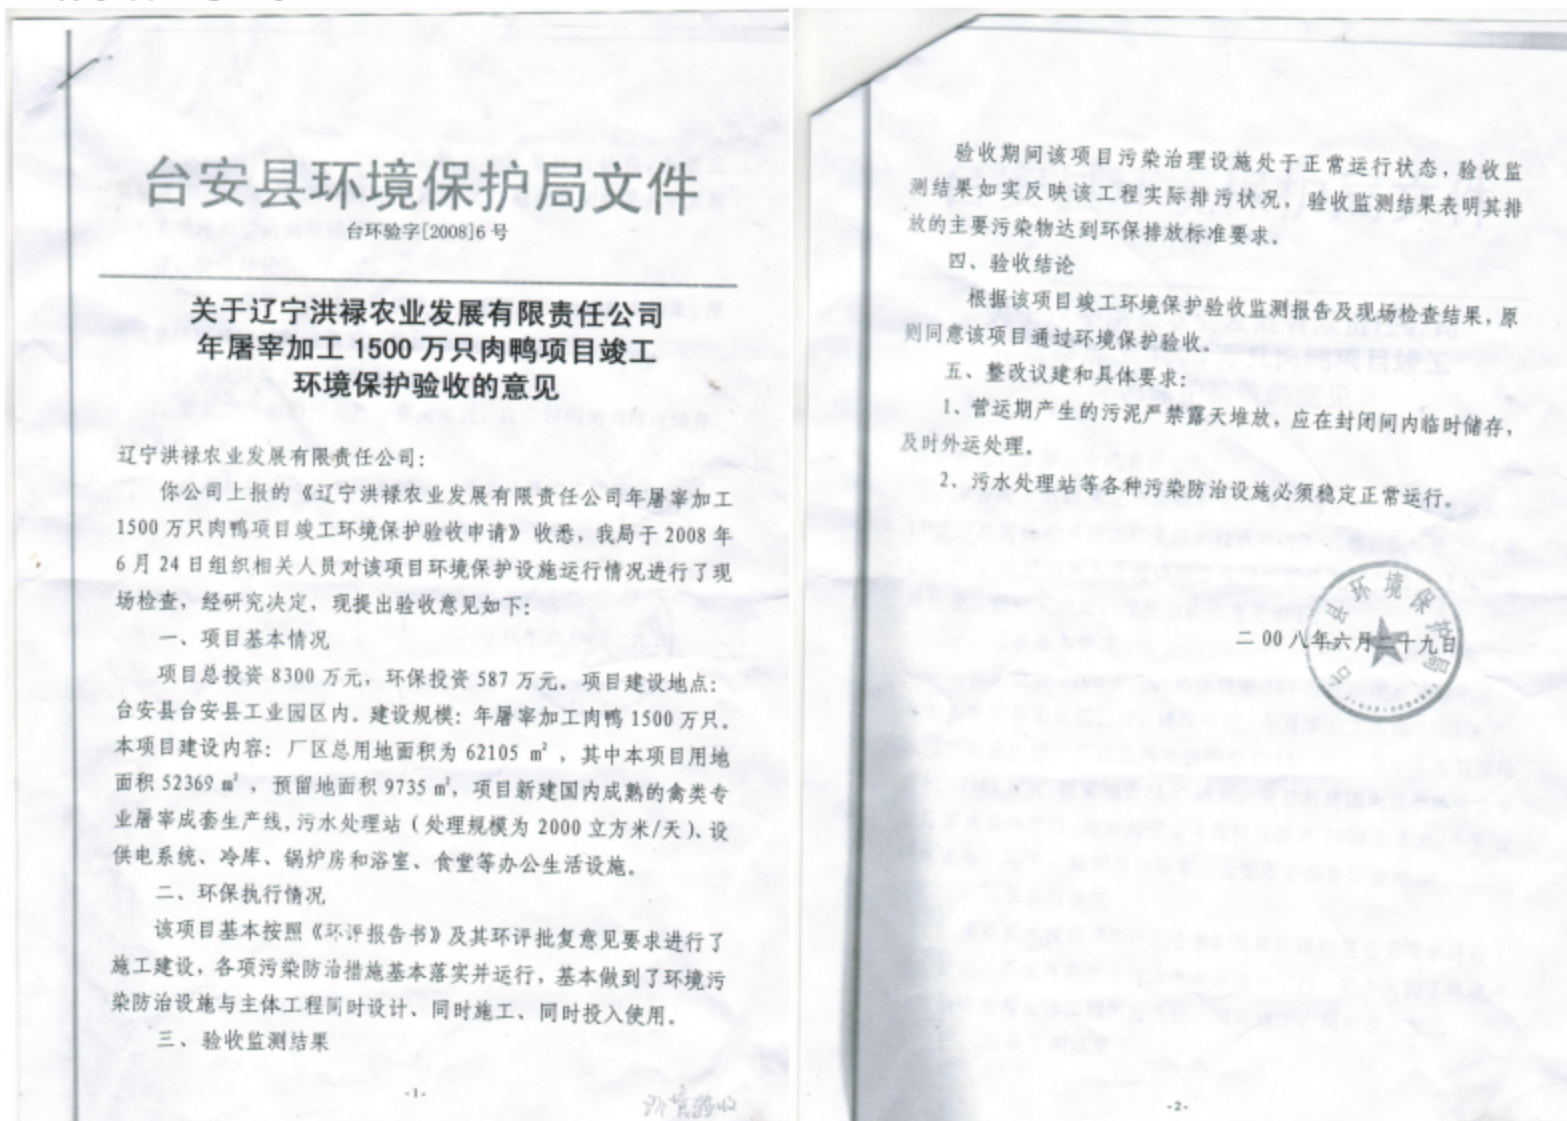 台安县环境保护局文件
台环验字[2008]6号
关于辽宁洪禄农业发展有限责任公司
年屠宰加工1500万只肉鸭项目竣工
环境保护验收的意见
辽宁洪禄农业发展有限责任公司:
你公司上报的《辽宁洪禄农业发展有限责任公司年屠宰加工
1500万只肉鸭项目竣工环境保护验收申请》收悉,我局于2008年
6月24日组织相关人员对该项目环境保护设施运行情况进行了现
场检查,经研究决定,现提出验收意见如下:
一、项目基本情况
项目总投资8300万元,环保投资587万元。项目建设地点:
台安县台安县工业园区内。建设规模:年屠宰加工肉鸭1500万只。
本项目建设内容:厂区总用地面积为62105㎡,其中本项目用地
面积52369㎡,预留地面积9735㎡。项目新建国内成熟的禽类专
业屠宰成套生产线,污水处理站(处理规模为2000立方米/天)、设
供电系统、冷库、锅炉房和浴室、食堂等办公生活设施。
二、环保执行情况
该项目基本按照《环评报告书》及其环评批复意见要求进行了
施工建设,各项污染防治措施基本落实并运行,基本做到了环境污
染防治设施与主体工程同时设计、同时施工、同时投入使用。
三、验收监测结果
-1-
验收期间该项目污染治理设施处于正常运行状态,验收监
测结果如实反映该工程实际排污状况,验收监测结果表明其排
放的主要污染物达到环保排放标准要求。
四、验收结论
根据该项目竣工环境保护验收监测报告及现场检查结果,原
则同意该项目通过环境保护验收。
五、整改议建和具体要求:
1、营运期产生的污泥严禁露天堆放,应在封闭间内临时储存,
及时外运处理。
2、污水处理站等各种污染防治设施必须稳定正常运行。
县环境保护局
二00八年六月二十九日
-2-